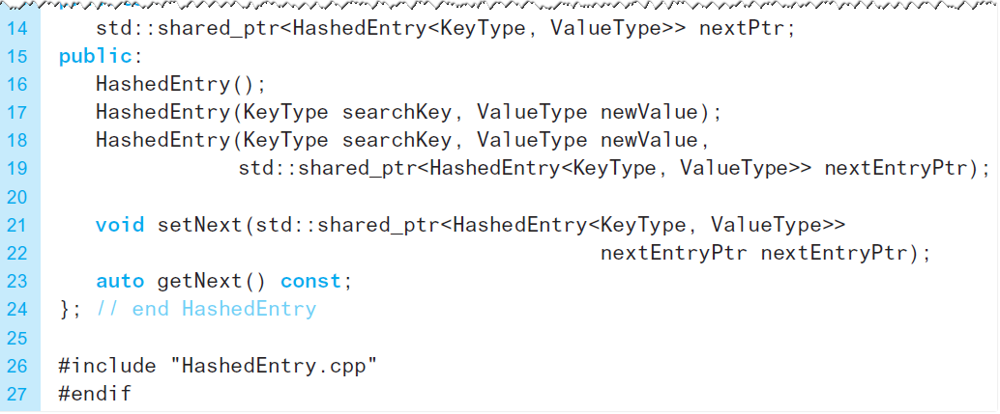 14 std::shared_ptr<HashedEntry<KeyType, ValueType>> nextPtr;
15 public:
16 HashedEntry();
17 HashedEntry(KeyType searchKey, ValueType newValue);
18 HashedEntry(KeyType searchKey, ValueType newValue,
19 std::shared_ptr<HashedEntry<KeyType, ValueType>> nextEntryPtr);
20
21 void setNext(std::shared_ptr<HashedEntry<KeyType, ValueType>>
22 nextEntryPtr nextEntryPtr);
23 auto getNext() const;
24 }; // end HashedEntry
25
26 #include "HashedEntry.cpp"
27 #endif